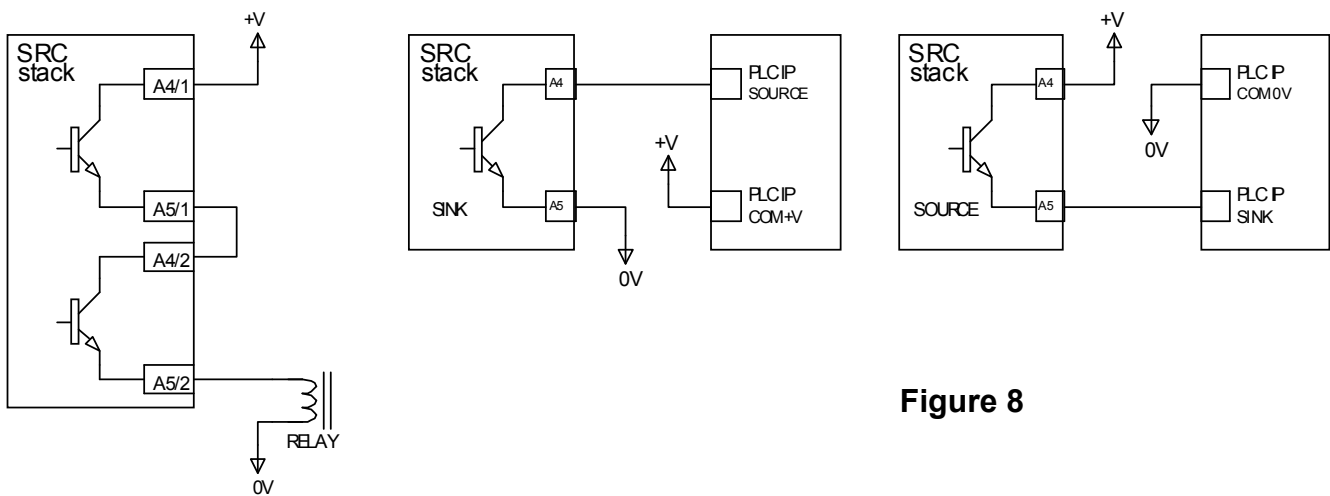 +V
SRC
stack
A4/1
A5/1
A4/2
A5/2
RELAY
0V
SRC
stack
A4
SINK
A5
0V
PLC IP
SOURCE
+V
PLC IP
COM+V
SRC
stack
+V
A4
SOURCE
A5
PLC IP
COM 0V
0V
PLC IP
SINK
Figure 8